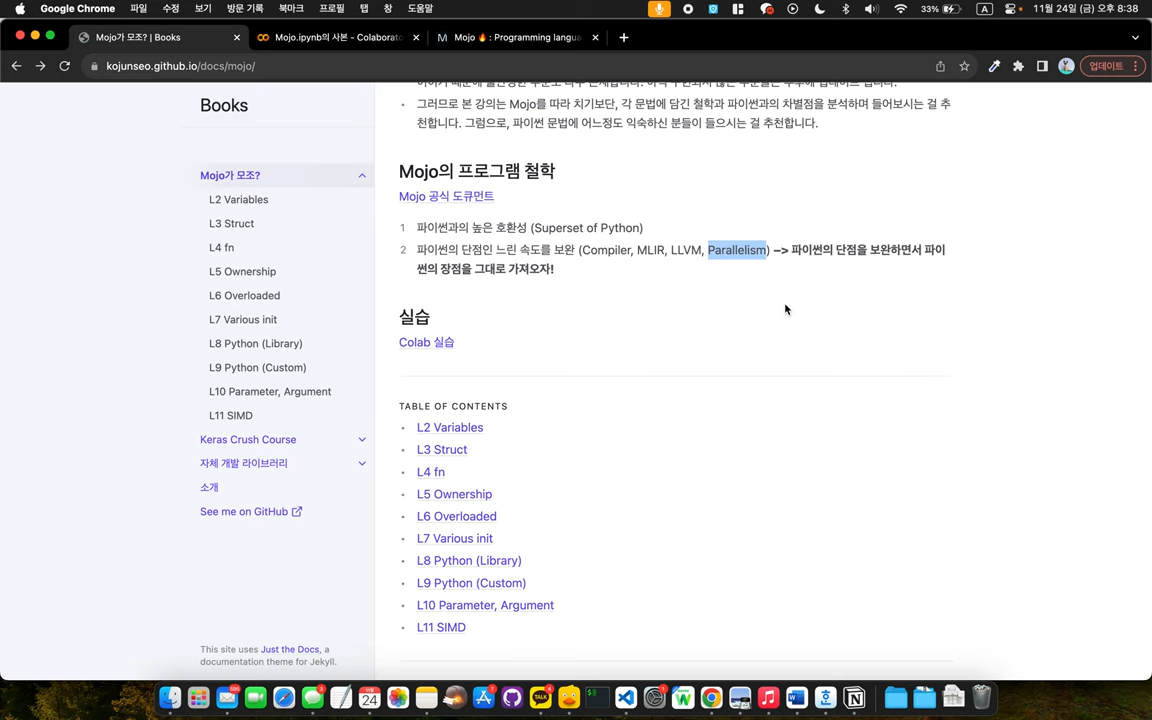 Google Chrome 파일 수정 보기 방문 기록 북마크 프로필 탭 창 도움말 33% A 11월 24일 (금) 오후 8:38
Mojo가 모조? | Books
Mojo.ipynb의 사본 - Colaborato
Mojo 🔥 : Programming langua
kojunseo.github.io/docs/mojo/
업데이트
Books
Mojo가 모조?
L2 Variables
L3 Struct
L4 fn
L5 Ownership
L6 Overloaded
L7 Various init
L8 Python (Library)
L9 Python (Custom)
L10 Parameter, Argument
L11 SIMD
Keras Crush Course
자체 개발 라이브러리
소개
See me on GitHub
This site uses Just the Docs, a
documentation theme for Jekyll.
그러므로 본 강의는 Mojo를 따라 치기보단, 각 문법에 담긴 철학과 파이썬과의 차별점을 분석하며 들어보시는 걸 추
천합니다. 그럼으로, 파이썬 문법에 어느정도 익숙하신 분들이 들으시는 걸 추천합니다.
Mojo의 프로그램 철학
Mojo 공식 도큐먼트
1 파이썬과의 높은 호환성 (Superset of Python)
2 파이썬의 단점인 느린 속도를 보완 (Compiler, MLIR, LLVM, Parallelism) –> 파이썬의 단점을 보완하면서 파이
썬의 장점을 그대로 가져오자!
실습
Colab 실습
TABLE OF CONTENTS
L2 Variables
L3 Struct
L4 fn
L5 Ownership
L6 Overloaded
L7 Various init
L8 Python (Library)
L9 Python (Custom)
L10 Parameter, Argument
L11 SIMD